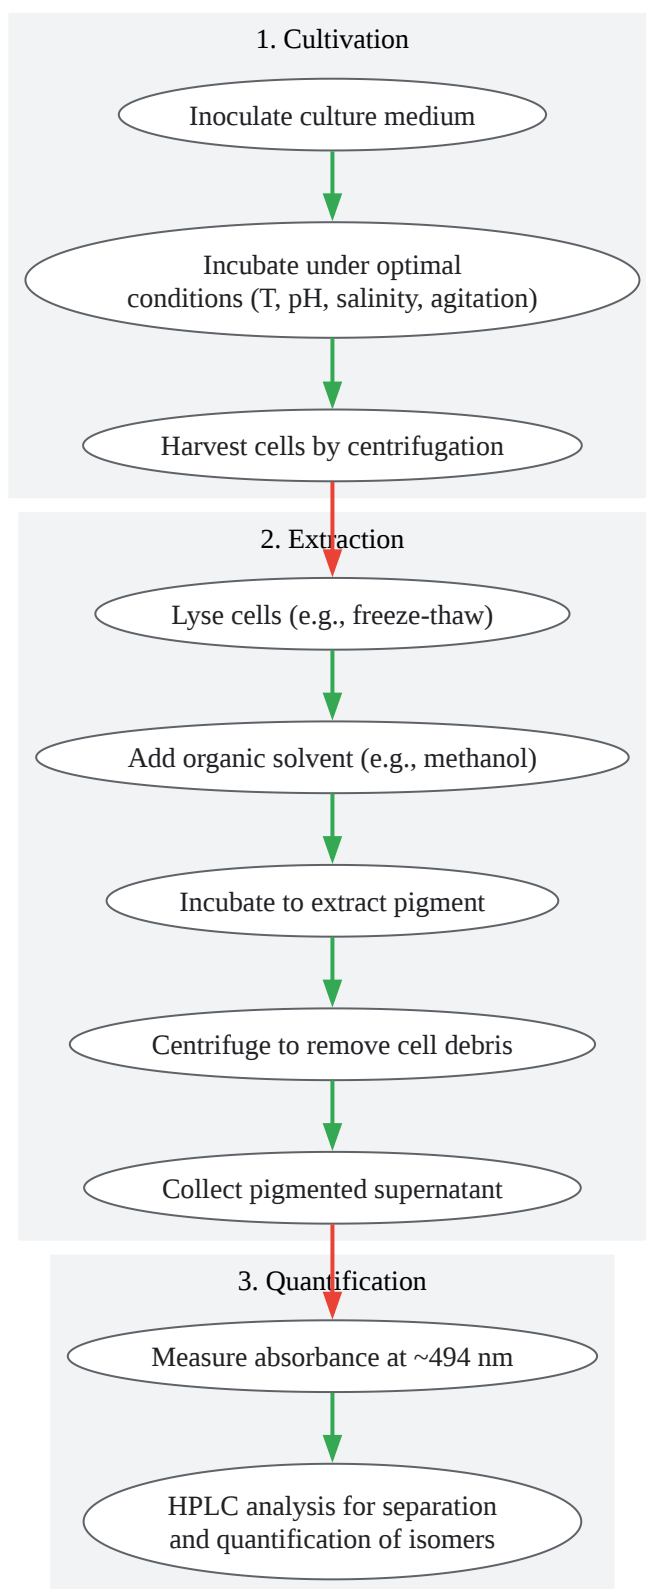 1. Cultivation
Inoculate culture medium
Incubate under optimal
conditions (T, pH, salinity, agitation)
Harvest cells by centrifugation
2. Extraction
Lyse cells (e.g., freeze-thaw)
Add organic solvent (e.g., methanol)
Incubate to extract pigment
Centrifuge to remove cell debris
Collect pigmented supernatant
3. Quantification
Measure absorbance at ~494 nm
HPLC analysis for separation
and quantification of isomers